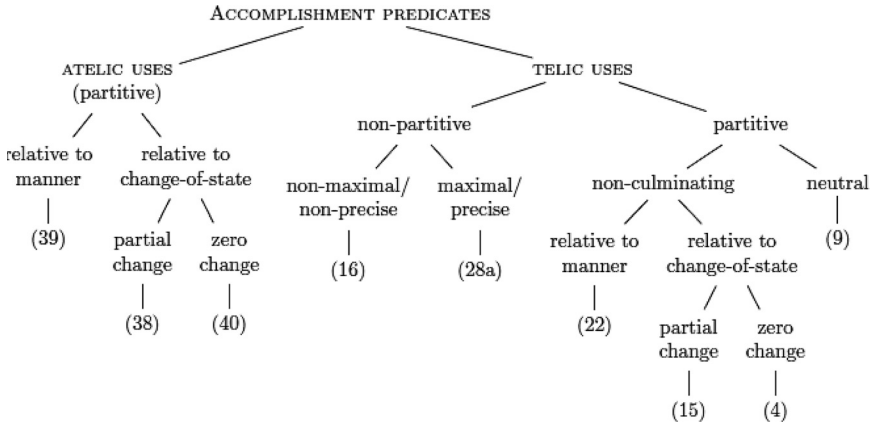 ACCOMPLISHMENT PREDICATES
ATELIC USES
(partitive)
TELIC USES
non-partitive
partitive
relative to
manner
relative to
change-of-state
non-maximal/
non-precise
maximal/
precise
non-culminating
neutral
(39)
partial
change
zero
change
(16)
(28a)
relative to
manner
relative to
change-of-state
(9)
(38)
(40)
(22)
partial
change
zero
change
(15)
(4)